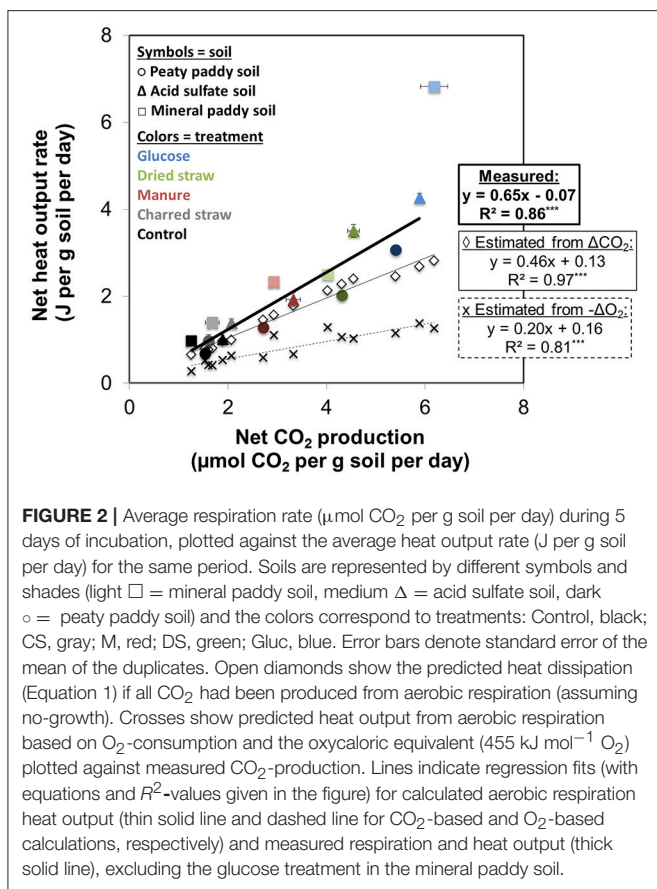 8
6
4
2
0
0
2
4
6
8
Net heat output rate
(J per g soil per day)
Symbols = soil
○ Peaty paddy soil
Δ Acid sulfate soil
□ Mineral paddy soil
Colors = treatment
Glucose
Dried straw
Manure
Charred straw
Control
Measured:
y = 0.65x - 0.07
R² = 0.86***
◊ Estimated from ΔCO₂:
y = 0.46x + 0.13
R² = 0.97***
x Estimated from -ΔO₂:
y = 0.20x + 0.16
R² = 0.81***
Net CO₂ production
(µmol CO₂ per g soil per day)
FIGURE 2 | Average respiration rate (μmol CO₂ per g soil per day) during 5
days of incubation, plotted against the average heat output rate (J per g soil
per day) for the same period. Soils are represented by different symbols and
shades (light □ = mineral paddy soil, medium Δ = acid sulfate soil, dark
○ = peaty paddy soil) and the colors correspond to treatments: Control, black;
CS, gray; M, red; DS, green; Gluc, blue. Error bars denote standard error of the
mean of the duplicates. Open diamonds show the predicted heat dissipation
(Equation 1) if all CO₂ had been produced from aerobic respiration (assuming
no-growth). Crosses show predicted heat output from aerobic respiration
based on O₂-consumption and the oxycaloric equivalent (455 kJ mol⁻¹ O₂)
plotted against measured CO₂-production. Lines indicate regression fits (with
equations and R²-values given in the figure) for calculated aerobic respiration
heat output (thin solid line and dashed line for CO₂-based and O₂-based
calculations, respectively) and measured respiration and heat output (thick
solid line), excluding the glucose treatment in the mineral paddy soil.